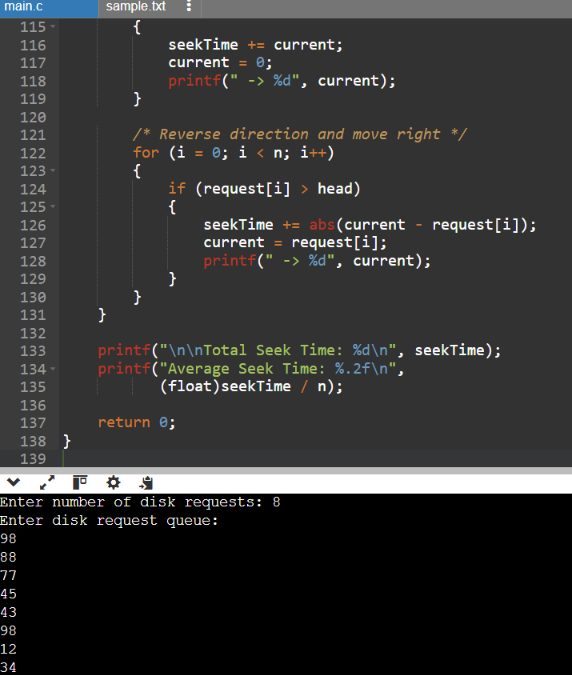 main.c sample.txt
115 {
116 seekTime += current;
117 current = 0;
118 printf(" -> %d", current);
119 }
120
121 /* Reverse direction and move right */
122 for (i = 0; i < n; i++)
123 {
124 if (request[i] > head)
125 {
126 seekTime += abs(current - request[i]);
127 current = request[i];
128 printf(" -> %d", current);
129 }
130 }
131 }
132
133 printf("\n\nTotal Seek Time: %d\n", seekTime);
134 printf("Average Seek Time: %.2f\n",
135 (float)seekTime / n);
136
137 return 0;
138 }
139
Enter number of disk requests: 8
Enter disk request queue:
98
88
77
45
43
98
12
34